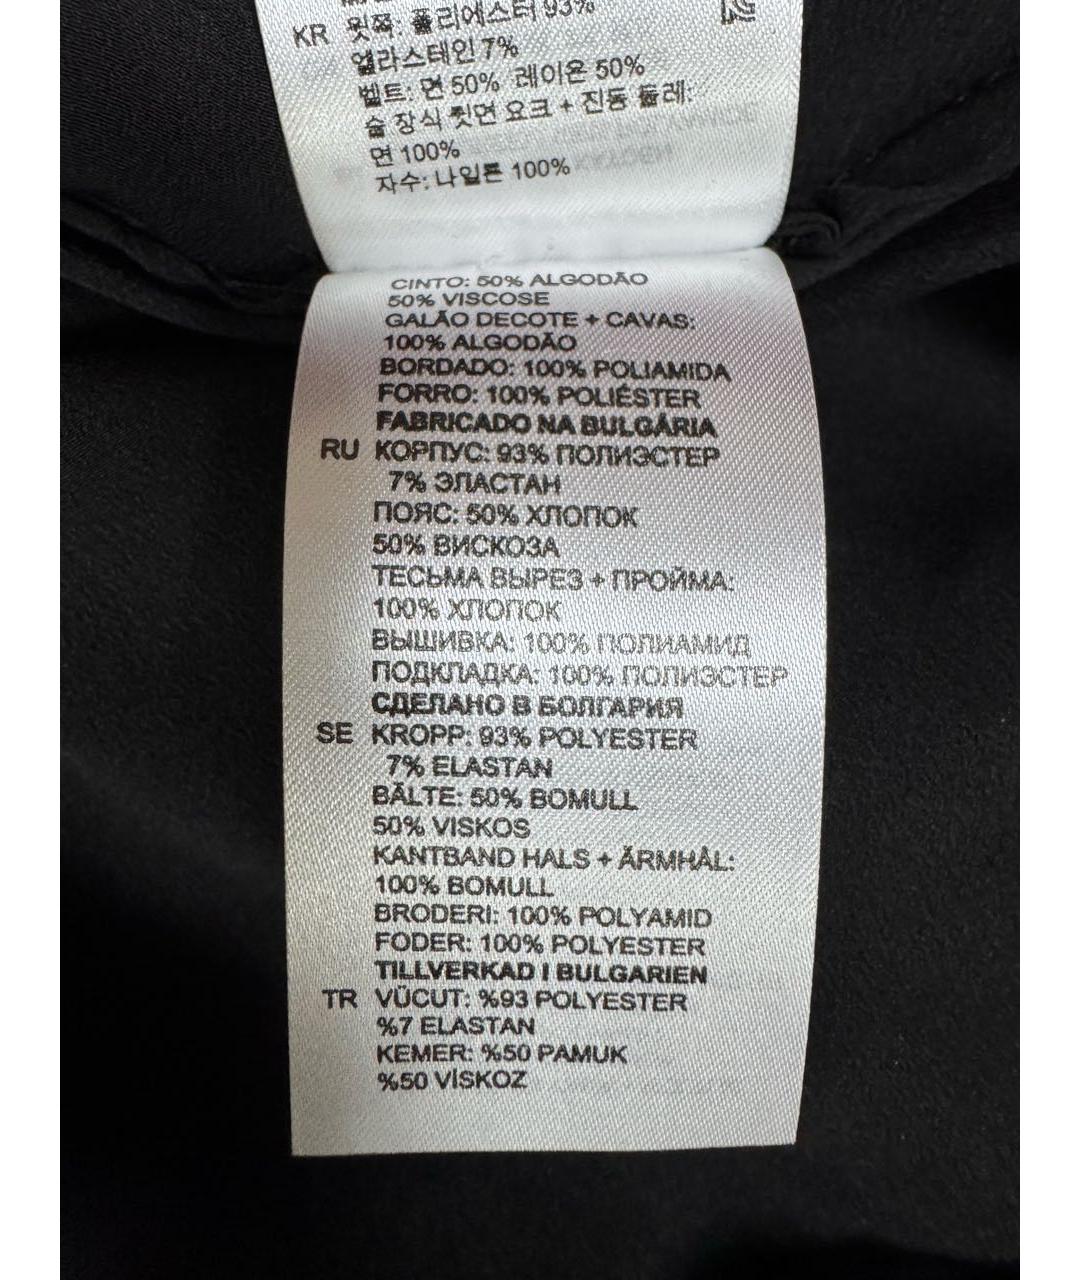 KR 윗쪽: 폴리에스터 93%
엘라스테인 7%
벨트: 면 50% 레이온 50%
술 장식 뒷면 요크 + 진동 둘레:
면 100%
자수: 나일론 100%
CINTO: 50% ALGODÃO
50% VISCOSE
GALÃO DECOTE + CAVAS:
100% ALGODÃO
BORDADO: 100% POLIAMIDA
FORRO: 100% POLIÉSTER
FABRICADO NA BULGÁRIA
RU КОРПУС: 93% ПОЛИЭСТЕР
7% ЭЛАСТАН
ПОЯС: 50% ХЛОПОК
50% ВИСКОЗА
ТЕСЬМА ВЫРЕЗ + ПРОЙМА:
100% ХЛОПОК
ВЫШИВКА: 100% ПОЛИАМИД
ПОДКЛАДКА: 100% ПОЛИЭСТЕР
СДЕЛАНО В БОЛГАРИЯ
SE KROPP: 93% POLYESTER
7% ELASTAN
BÄLTE: 50% BOMULL
50% VISKOS
KANTBAND HALS + ÄRMHÅL:
100% BOMULL
BRODERI: 100% POLYAMID
FODER: 100% POLYESTER
TILLVERKAD I BULGARIEN
TR VÜCUT: %93 POLYESTER
%7 ELASTAN
KEMER: %50 PAMUK
%50 VİSKOZ